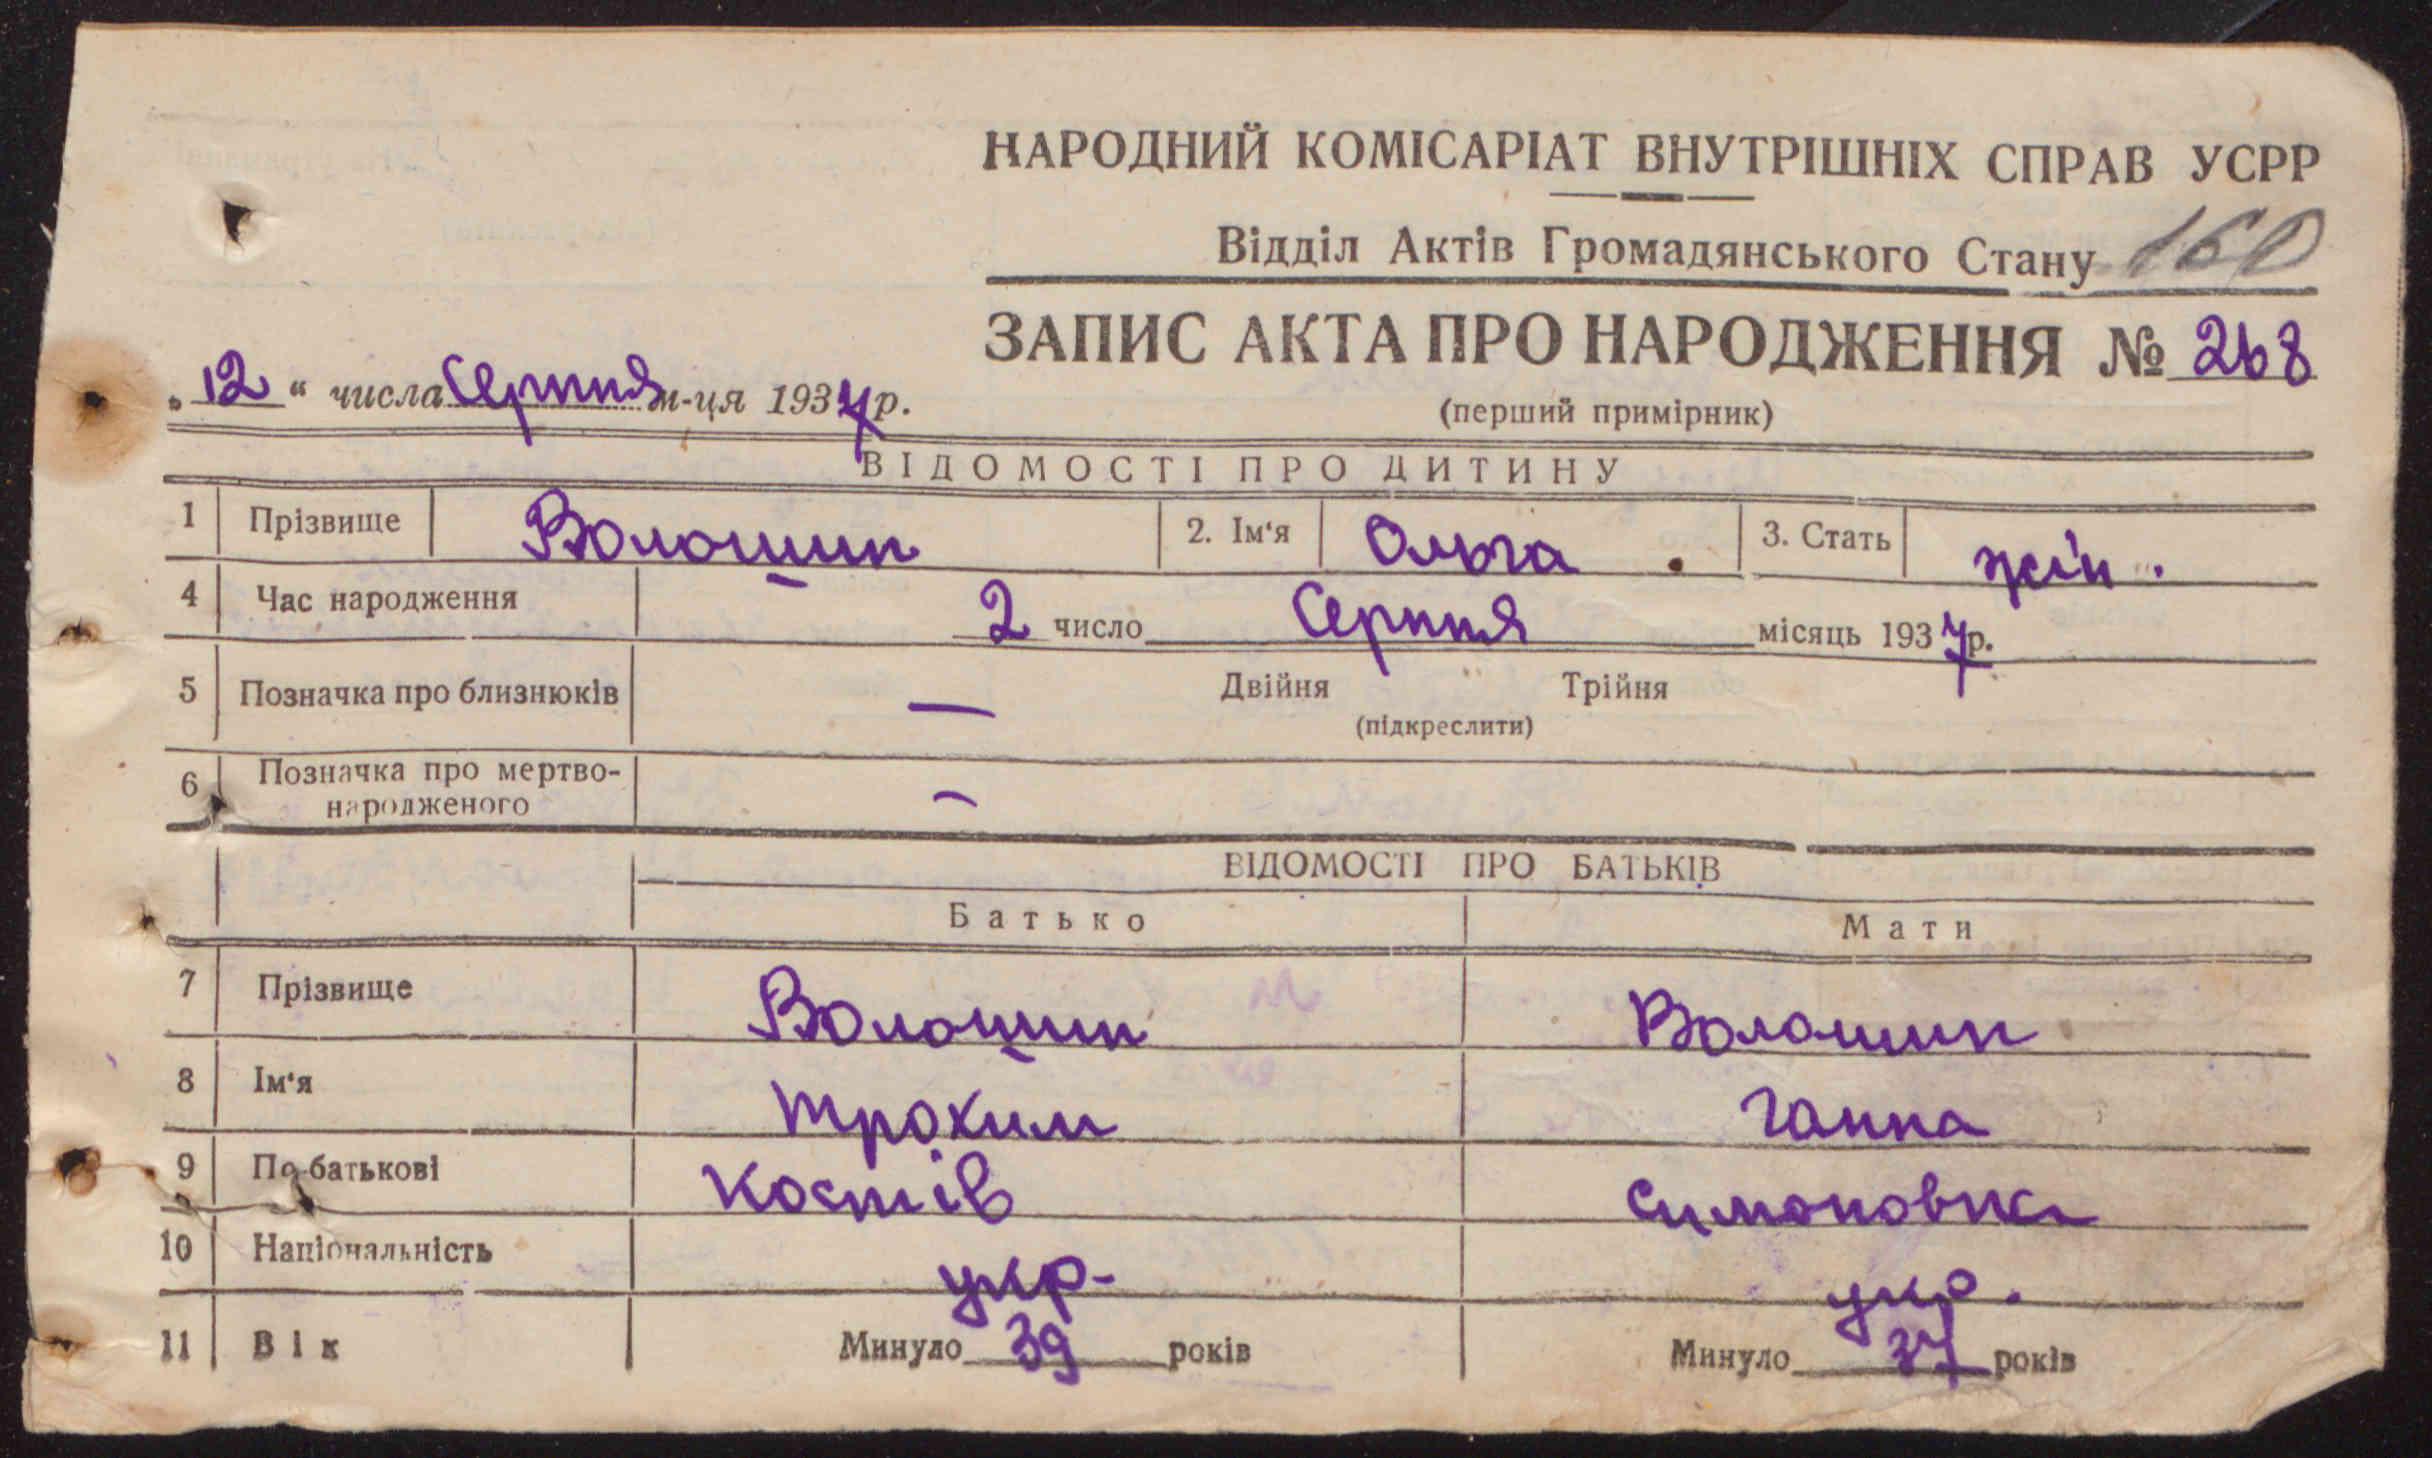 НАРОДНИЙ КОМІСАРІАТ ВНУТРІШНІХ СПРАВ УСРР
Відділ Актів Громадянського Стану 160
ЗАПИС АКТА ПРО НАРОДЖЕННЯ № 268
„12“ числа Серпня м-ця 1937 р.
(перший примірник)
ВІДОМОСТІ ПРО ДИТИНУ
1 Прізвище Волошин 2. Ім‘я Ольга . 3. Стать жін.
4 Час народження 2 число Серпня місяць 1937 р.
5 Позначка про близнюків — Двійня Трійня
(підкреслити)
6 Позначка про мертво-
народженого —
ВІДОМОСТІ ПРО БАТЬКІВ
Батько Мати
7 Прізвище Волошин Волошин
8 Ім‘я Трохим Ганна
9 По-батькові Костів Симоновна
10 Національність укр- укр.
11 Вік Минуло 39 років Минуло 37 років